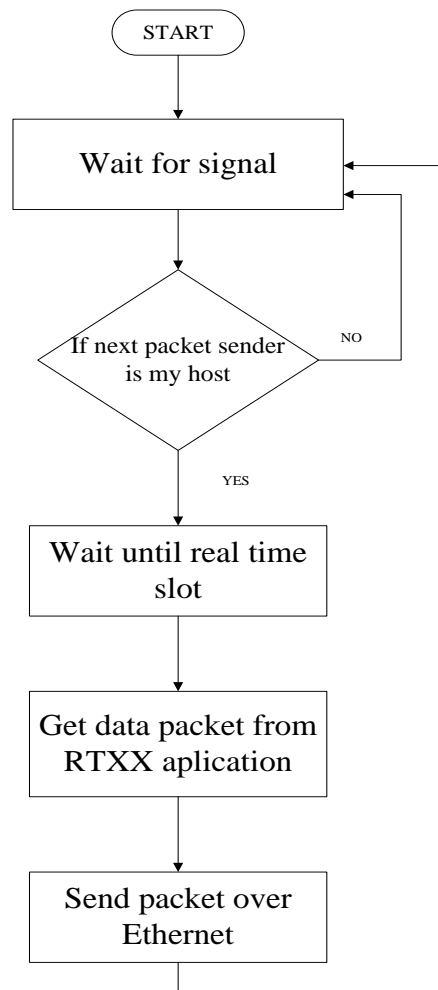 START
Wait for signal
If next packet sender
is my host
NO
YES
Wait until real time
slot
Get data packet from
RTXX aplication
Send packet over
Ethernet